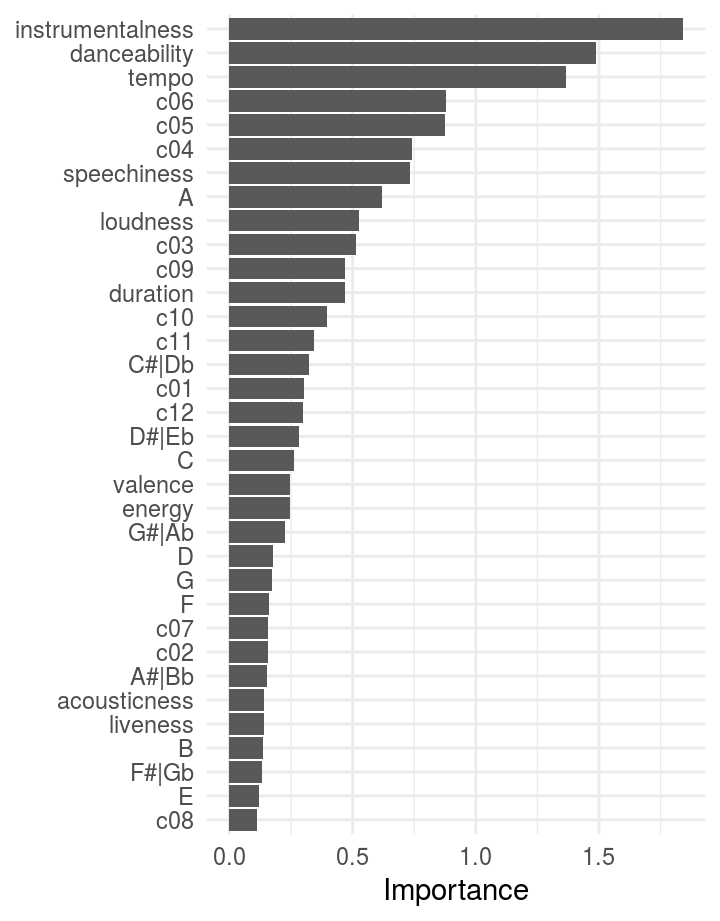 instrumentalness
danceability
tempo
c06
c05
c04
speechiness
A
loudness
c03
c09
duration
c10
c11
C#|Db
c01
c12
D#|Eb
C
valence
energy
G#|Ab
D
G
F
c07
c02
A#|Bb
acousticness
liveness
B
F#|Gb
E
c08
0.0 0.5 1.0 1.5
Importance